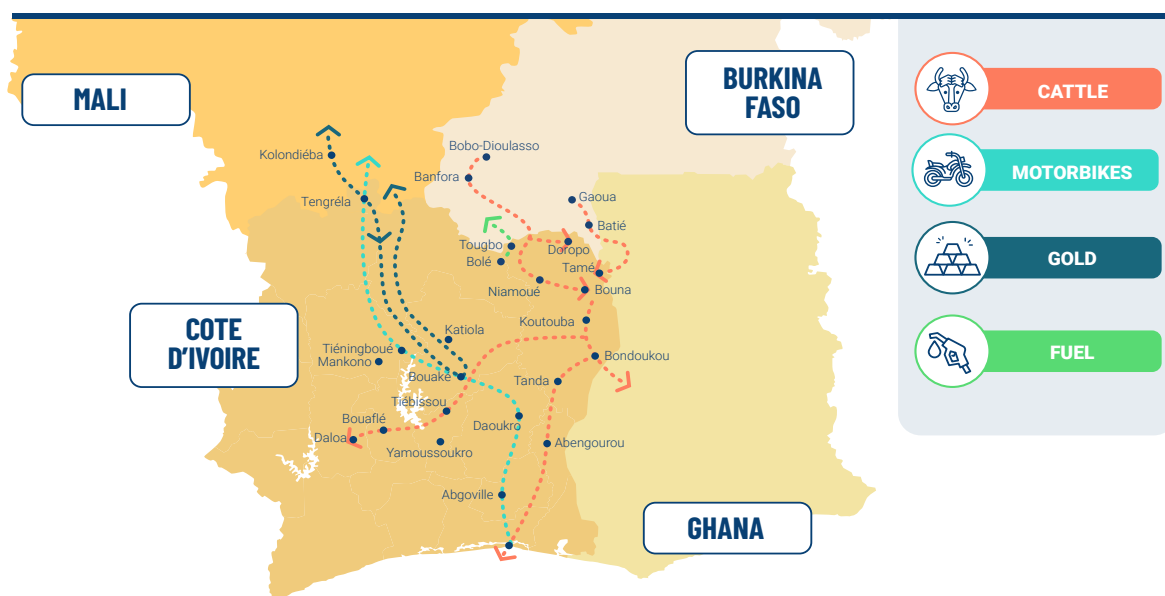 MALI
BURKINA
FASO
CATTLE
MOTORBIKES
GOLD
FUEL
Bobo-Dioulasso
Kolondiéba
Banfora
Tengréla
Gaoua
Batié
Tougbo
Doropo
Bolé
Tamé
Niamoué
Bouna
COTE
D'IVOIRE
Koutouba
Katiola
Tiéningboué
Mankono
Bondoukou
Bouaké
Tanda
Tiébissou
Bouaflé
Daoukro
Daloa
Yamoussoukro
Abengourou
Abgoville
GHANA